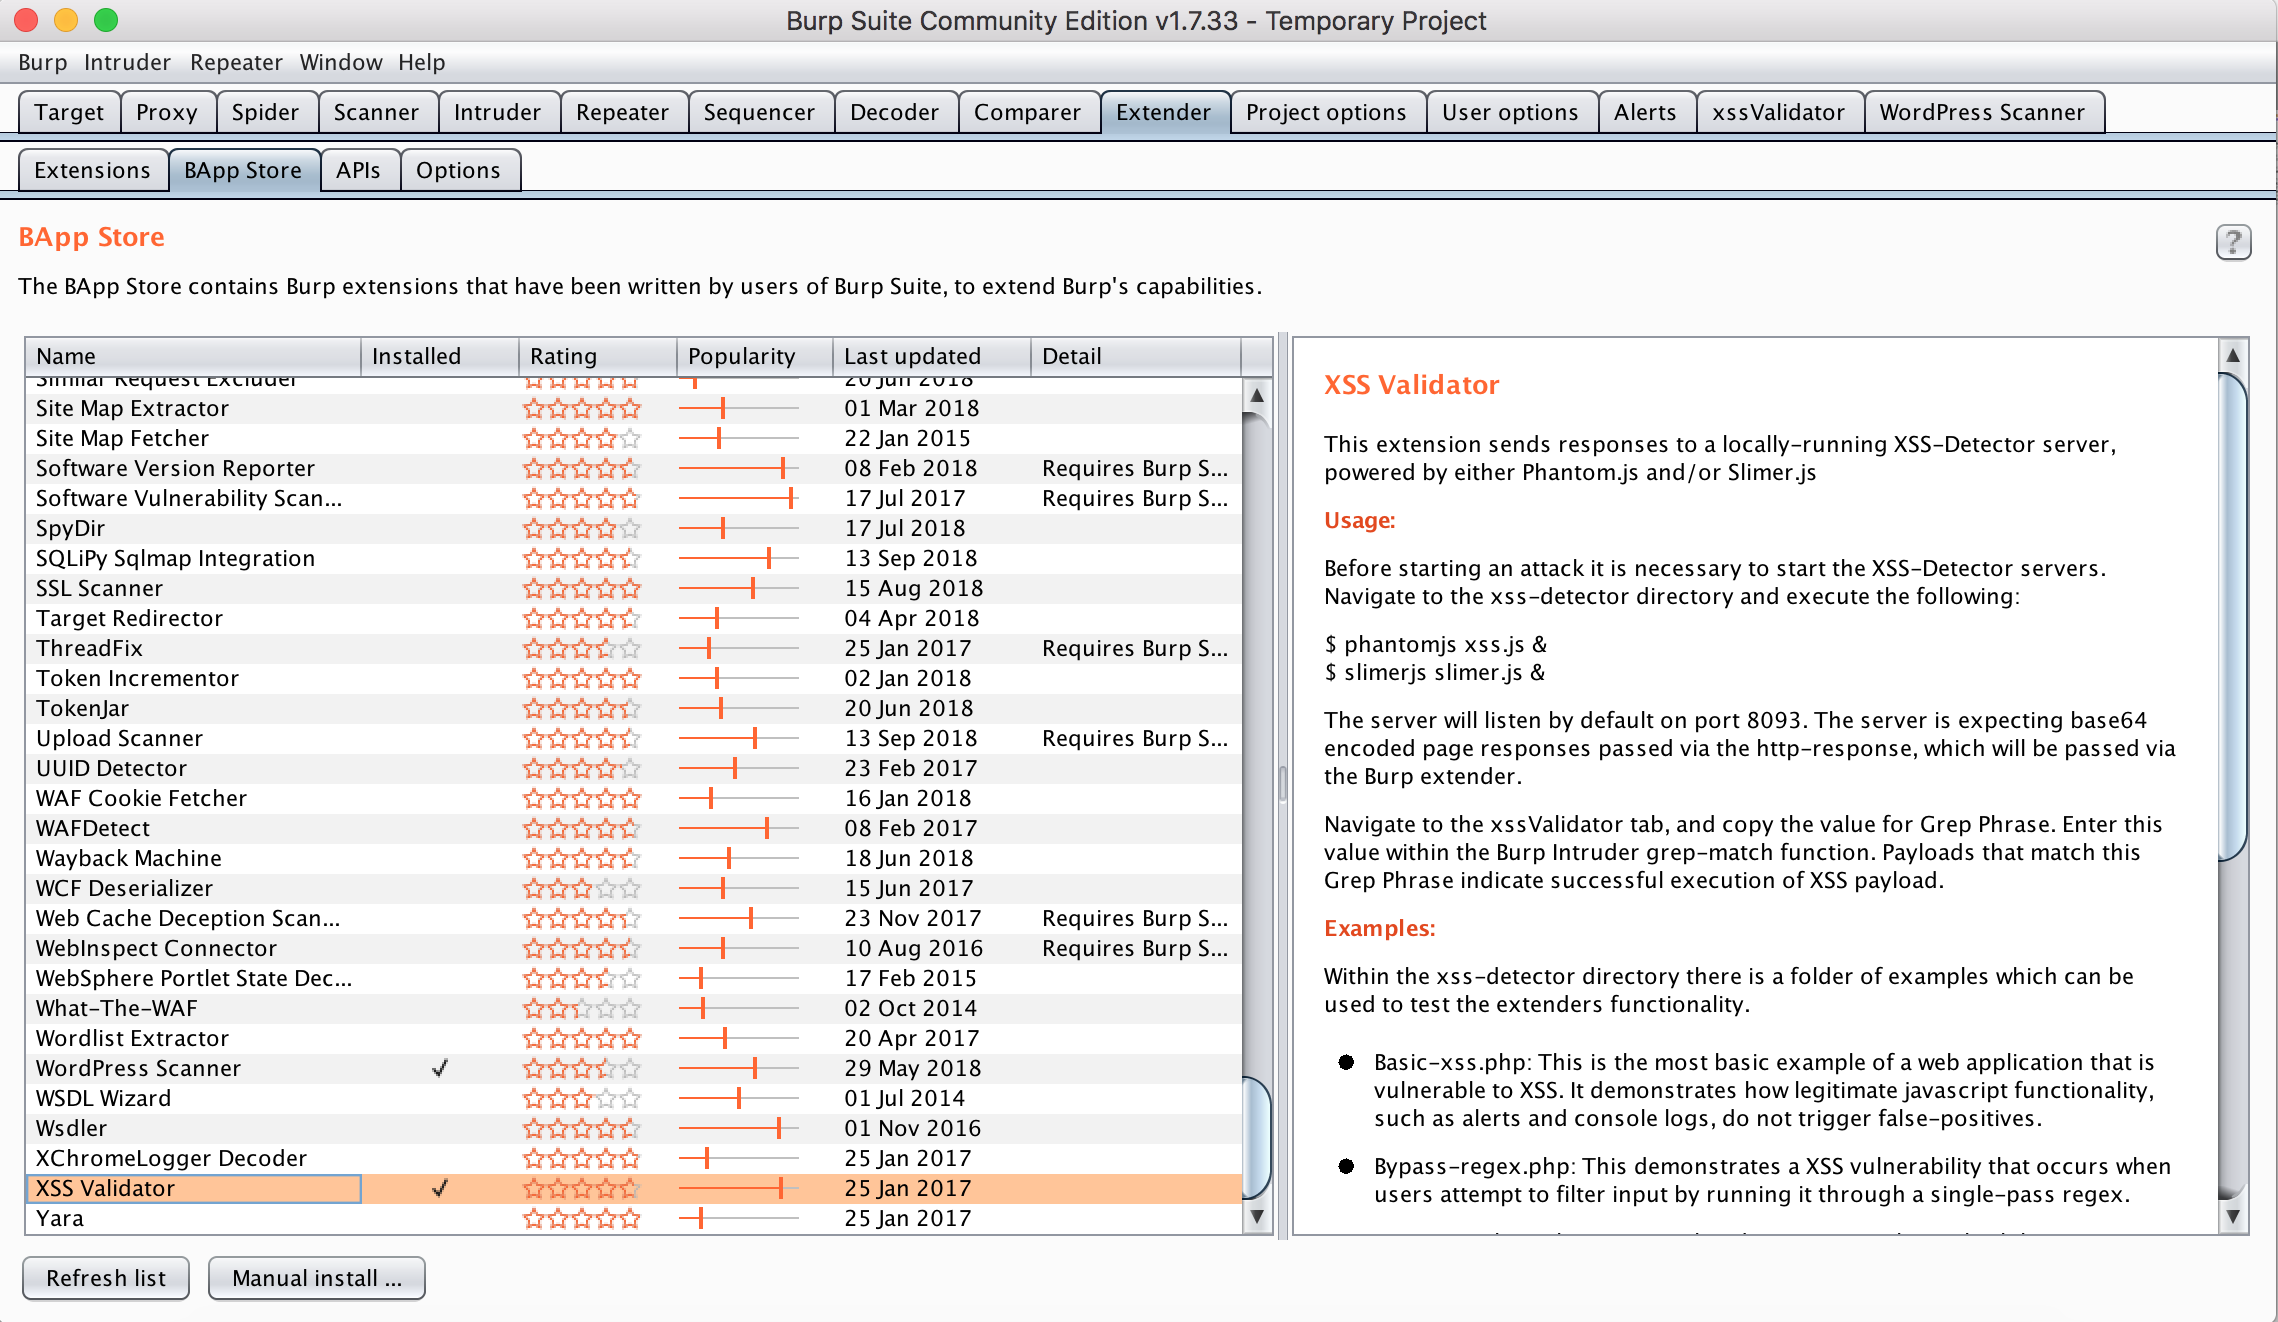 Burp Suite Community Edition v1.7.33 - Temporary Project
Burp Intruder Repeater Window Help
Target Proxy Spider Scanner Intruder Repeater Sequencer Decoder Comparer Extender Project options User options Alerts xssValidator WordPress Scanner
Extensions BApp Store APIs Options
BApp Store
?
The BApp Store contains Burp extensions that have been written by users of Burp Suite, to extend Burp's capabilities.
Name Installed Rating Popularity Last updated Detail
Similar Request Excluder 20 Jun 2018
Site Map Extractor 01 Mar 2018
Site Map Fetcher 22 Jan 2015
Software Version Reporter 08 Feb 2018 Requires Burp S...
Software Vulnerability Scan... 17 Jul 2017 Requires Burp S...
SpyDir 17 Jul 2018
SQLiPy Sqlmap Integration 13 Sep 2018
SSL Scanner 15 Aug 2018
Target Redirector 04 Apr 2018
ThreadFix 25 Jan 2017 Requires Burp S...
Token Incrementor 02 Jan 2018
TokenJar 20 Jun 2018
Upload Scanner 13 Sep 2018 Requires Burp S...
UUID Detector 23 Feb 2017
WAF Cookie Fetcher 16 Jan 2018
WAFDetect 08 Feb 2017
Wayback Machine 18 Jun 2018
WCF Deserializer 15 Jun 2017
Web Cache Deception Scan... 23 Nov 2017 Requires Burp S...
WebInspect Connector 10 Aug 2016 Requires Burp S...
WebSphere Portlet State Dec... 17 Feb 2015
What-The-WAF 02 Oct 2014
Wordlist Extractor 20 Apr 2017
WordPress Scanner ✓ 29 May 2018
WSDL Wizard 01 Jul 2014
Wsdler 01 Nov 2016
XChromeLogger Decoder 25 Jan 2017
XSS Validator ✓ 25 Jan 2017
Yara 25 Jan 2017
Refresh list Manual install ...
XSS Validator
This extension sends responses to a locally-running XSS-Detector server,
powered by either Phantom.js and/or Slimer.js
Usage:
Before starting an attack it is necessary to start the XSS-Detector servers.
Navigate to the xss-detector directory and execute the following:
$ phantomjs xss.js &
$ slimerjs slimer.js &
The server will listen by default on port 8093. The server is expecting base64
encoded page responses passed via the http-response, which will be passed via
the Burp extender.
Navigate to the xssValidator tab, and copy the value for Grep Phrase. Enter this
value within the Burp Intruder grep-match function. Payloads that match this
Grep Phrase indicate successful execution of XSS payload.
Examples:
Within the xss-detector directory there is a folder of examples which can be
used to test the extenders functionality.
● Basic-xss.php: This is the most basic example of a web application that is
vulnerable to XSS. It demonstrates how legitimate javascript functionality,
such as alerts and console logs, do not trigger false-positives.
● Bypass-regex.php: This demonstrates a XSS vulnerability that occurs when
users attempt to filter input by running it through a single-pass regex.